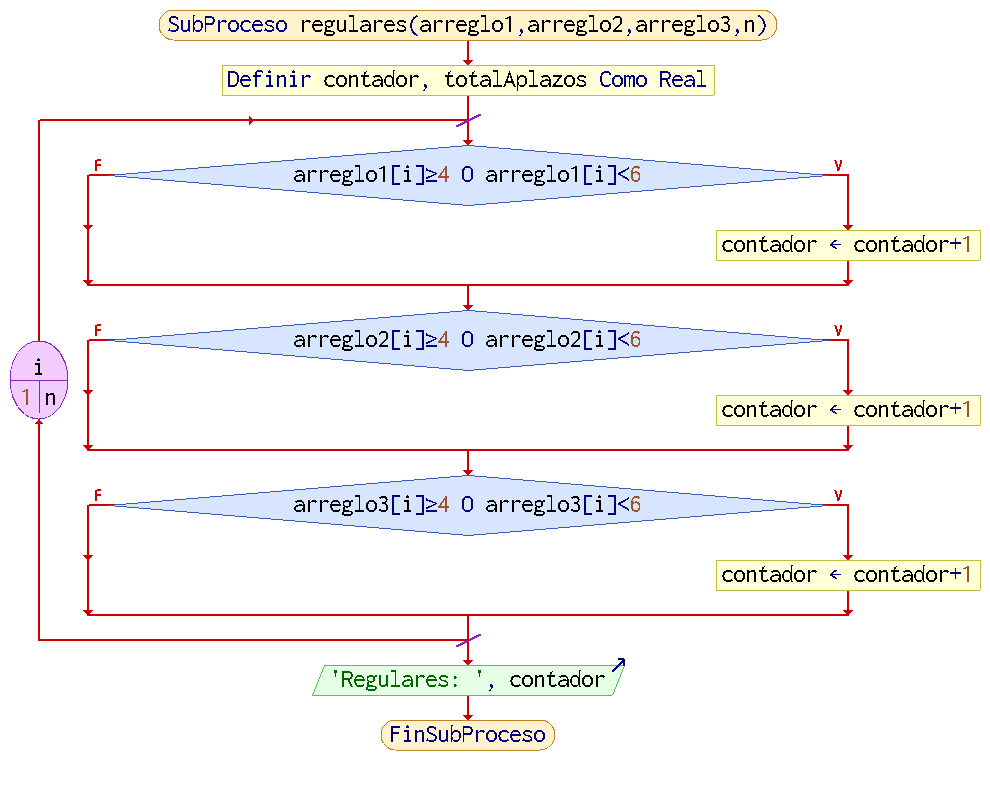 SubProceso regulares(arreglo1,arreglo2,arreglo3,n)
Definir contador, totalAplazos Como Real
F
arreglo1[i]≥4 O arreglo1[i]<6
V
contador ← contador+1
F
arreglo2[i]≥4 O arreglo2[i]<6
V
i
1 n
contador ← contador+1
F
arreglo3[i]≥4 O arreglo3[i]<6
V
contador ← contador+1
'Regulares: ', contador
FinSubProceso